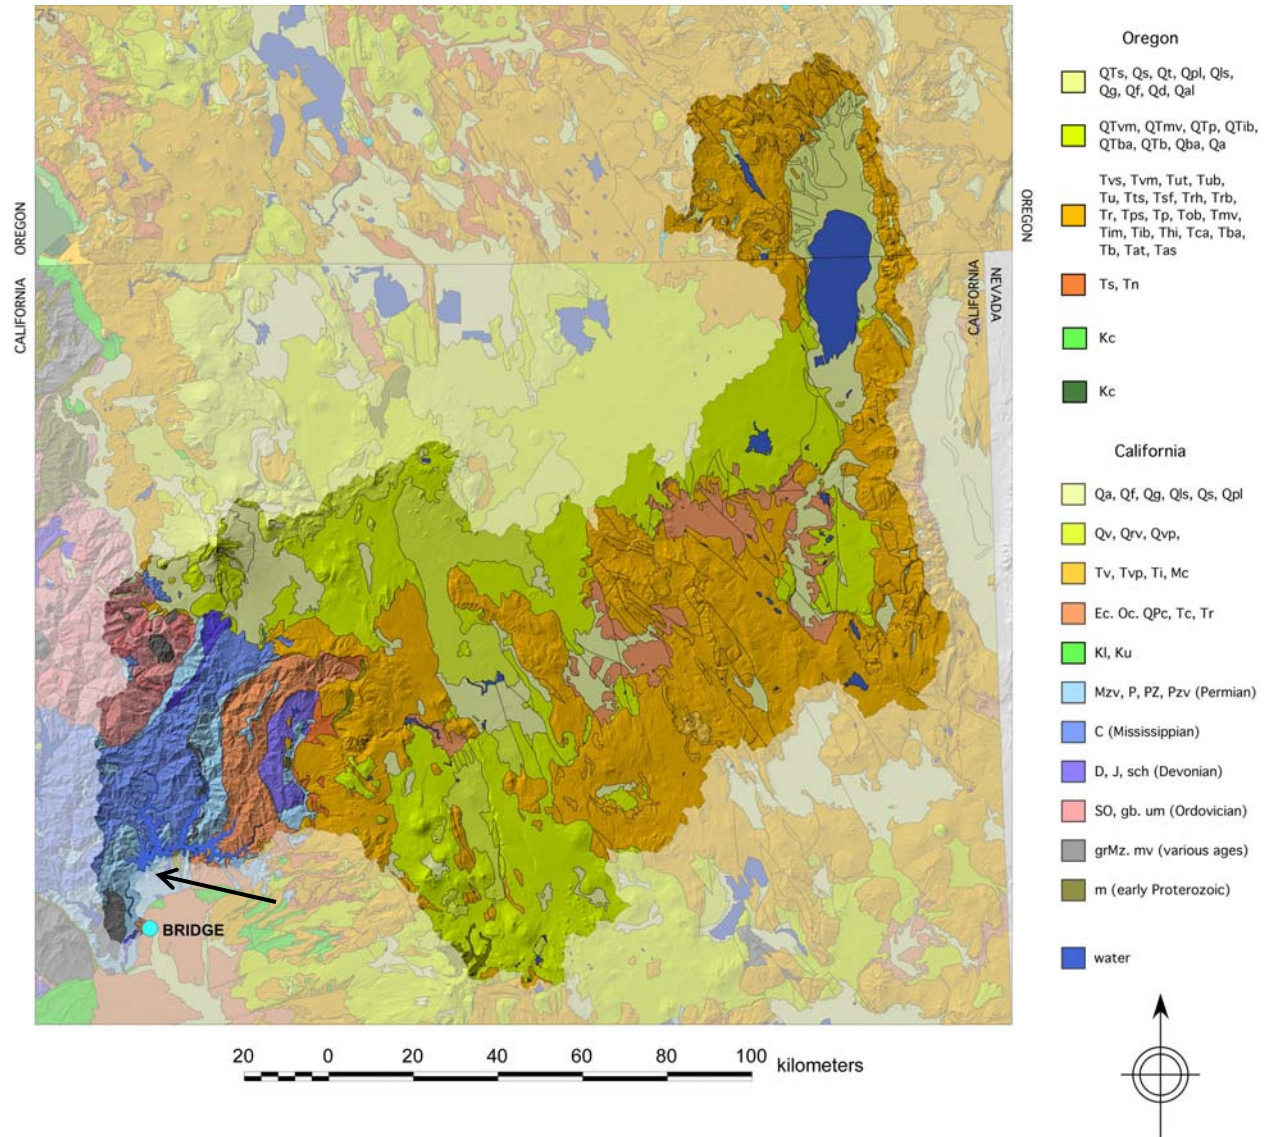 75
Oregon
QTs, Qs, Qt, Qpl, Qls,
Qg, Qf, Qd, Qal
QTvm, QTmv, QTp, QTib,
QTba, QTb, Qba, Qa
Tvs, Tvm, Tut, Tub,
Tu, Tts, Tsf, Trh, Trb,
Tr, Tps, Tp, Tob, Tmv,
Tim, Tib, Thi, Tca, Tba,
Tb, Tat, Tas
Ts, Tn
Kc
Kc
OREGON
CALIFORNIA
OREGON
CALIFORNIA
NEVADA
California
Qa, Qf, Qg, Qls, Qs, Qpl
Qv, Qrv, Qvp,
Tv, Tvp, Ti, Mc
Ec. Oc. QPc, Tc, Tr
Kl, Ku
Mzv, P, PZ, Pzv (Permian)
C (Mississippian)
D, J, sch (Devonian)
SO, gb. um (Ordovician)
grMz. mv (various ages)
m (early Proterozoic)
water
BRIDGE
20 0 20 40 60 80 100
kilometers